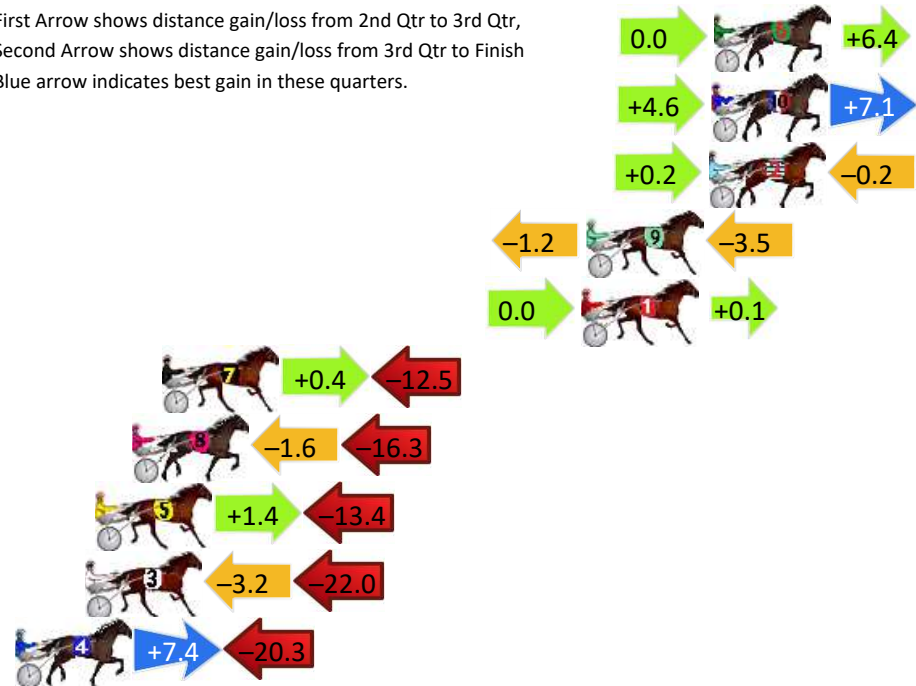 First Arrow shows distance gain/loss from 2nd Qtr to 3rd Qtr,
Second Arrow shows distance gain/loss from 3rd Qtr to Finish
Blue arrow indicates best gain in these quarters.
0.0 6 +6.4
+4.6 10 +7.1
+0.2 2 –0.2
–1.2 9 –3.5
0.0 1 +0.1
7 +0.4 –12.5
8 –1.6 –16.3
5 +1.4 –13.4
3 –3.2 –22.0
4 +7.4 –20.3